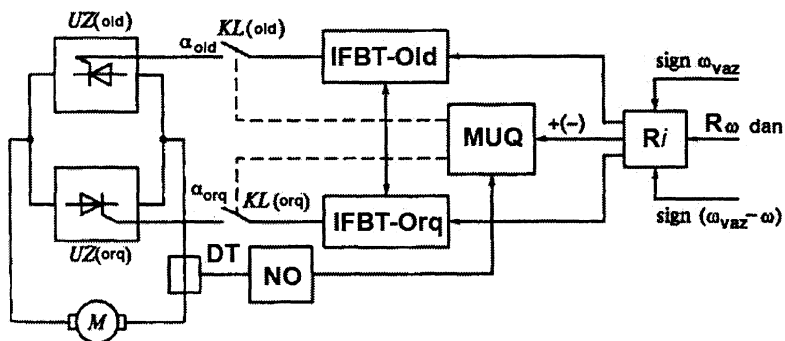 UZ(old)
α_old
KL(old)
IFBT-Old
sign ω_vaz
MUQ
+(-)
Ri
Rω dan
α_orq
KL(orq)
IFBT-Orq
sign (ω_vaz-ω)
UZ(orq)
DT
NO
M